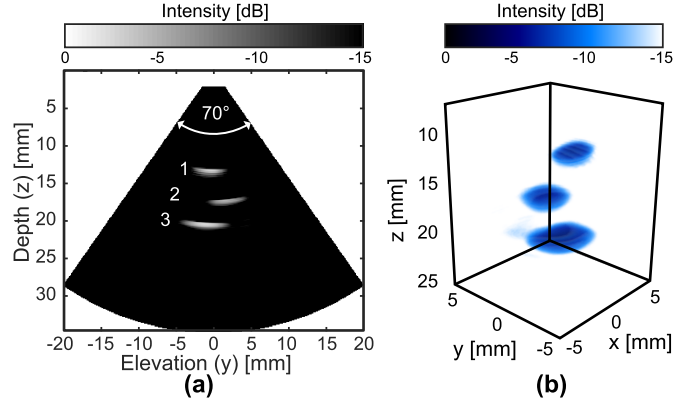 Intensity [dB]
0 -5 -10 -15
Depth (z) [mm]
5
10
15
20
25
30
70°
1
2
3
-20 -15 -10 -5 0 5 10 15 20
Elevation (y) [mm]
(a)
Intensity [dB]
0 -5 -10 -15
z [mm]
10
15
20
25
5 0 -5
y [mm]
-5 0 5
x [mm]
(b)